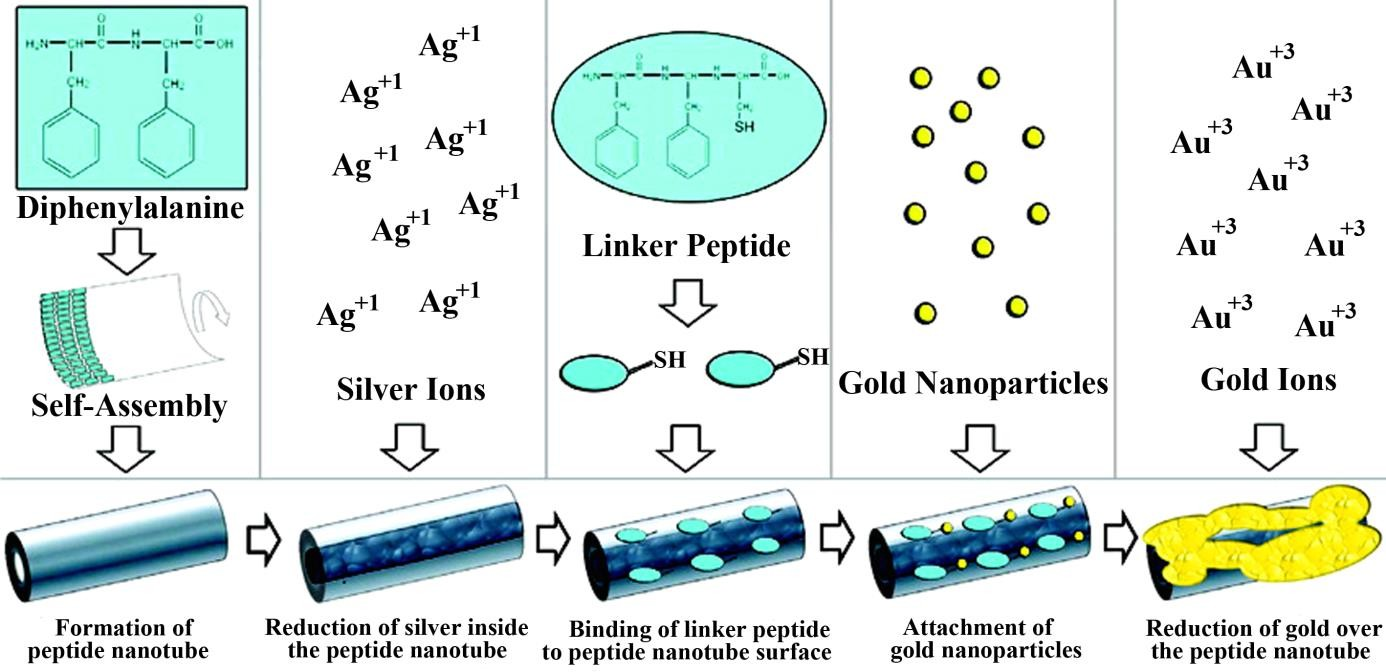 H₂N—CH—C—N—CH—C—OH
O
H
O
CH₂
CH₂
Diphenylalanine
Self-Assembly
Formation of
peptide nanotube
Ag+1
Ag+1
Ag+1
Ag+1
Ag+1
Ag+1
Ag+1
Ag+1
Silver Ions
Reduction of silver inside
the peptide nanotube
SH
Linker Peptide
SH
SH
Binding of linker peptide
to peptide nanotube surface
Gold Nanoparticles
Attachment of
gold nanoparticles
Au+3
Au+3
Au+3
Au+3
Au+3
Au+3
Au+3
Au+3
Gold Ions
Reduction of gold over
the peptide nanotube